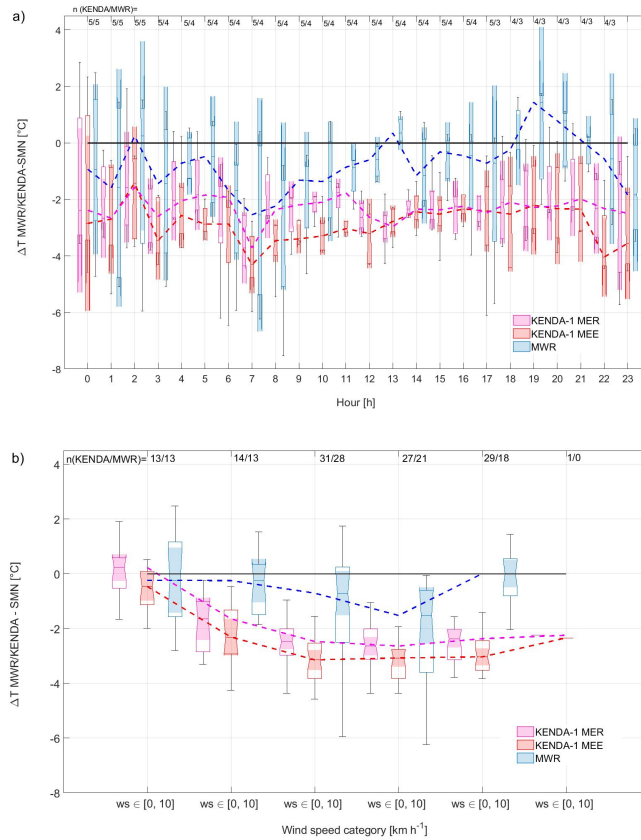 n (KENDA/MWR)=
5/5 5/5 5/5 5/4 5/4 5/4 5/4 5/4 5/4 5/4 5/4 5/4 5/4 5/4 5/4 5/4 5/4 5/3 4/3 4/3 4/3 4/3 4/3 4/3
a)
4
2
0
-2
-4
-6
-8
ΔT MWR/KENDA-SMN [°C]
KENDA-1 MER
KENDA-1 MEE
MWR
0 1 2 3 4 5 6 7 8 9 10 11 12 13 14 15 16 17 18 19 20 21 22 23
Hour [h]
b)
n(KENDA/MWR)= 13/13 14/13 31/28 27/21 29/18 1/0
4
2
0
-2
-4
-6
-8
ΔT MWR/KENDA - SMN [°C]
KENDA-1 MER
KENDA-1 MEE
MWR
ws ∈ [0, 10] ws ∈ [0, 10] ws ∈ [0, 10] ws ∈ [0, 10] ws ∈ [0, 10] ws ∈ [0, 10]
Wind speed category [km h⁻¹]